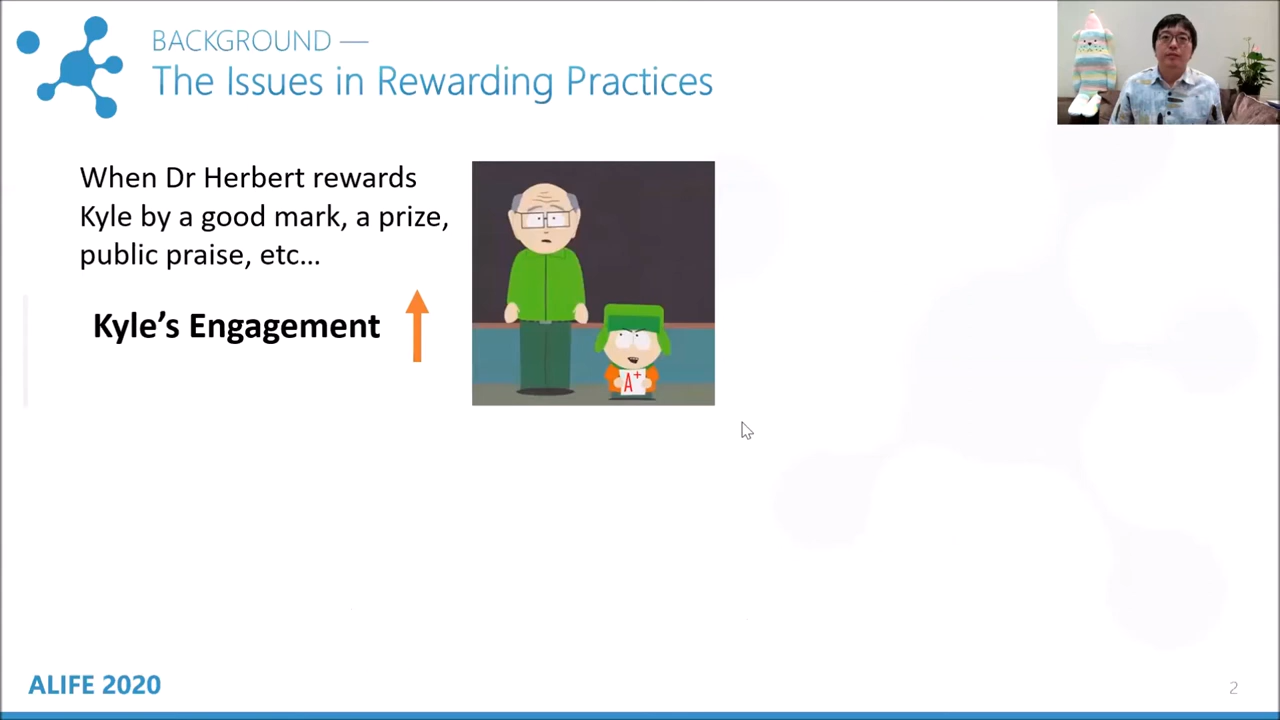 BACKGROUND —
The Issues in Rewarding Practices
When Dr Herbert rewards
Kyle by a good mark, a prize,
public praise, etc...
Kyle's Engagement
A+
ALIFE 2020
2